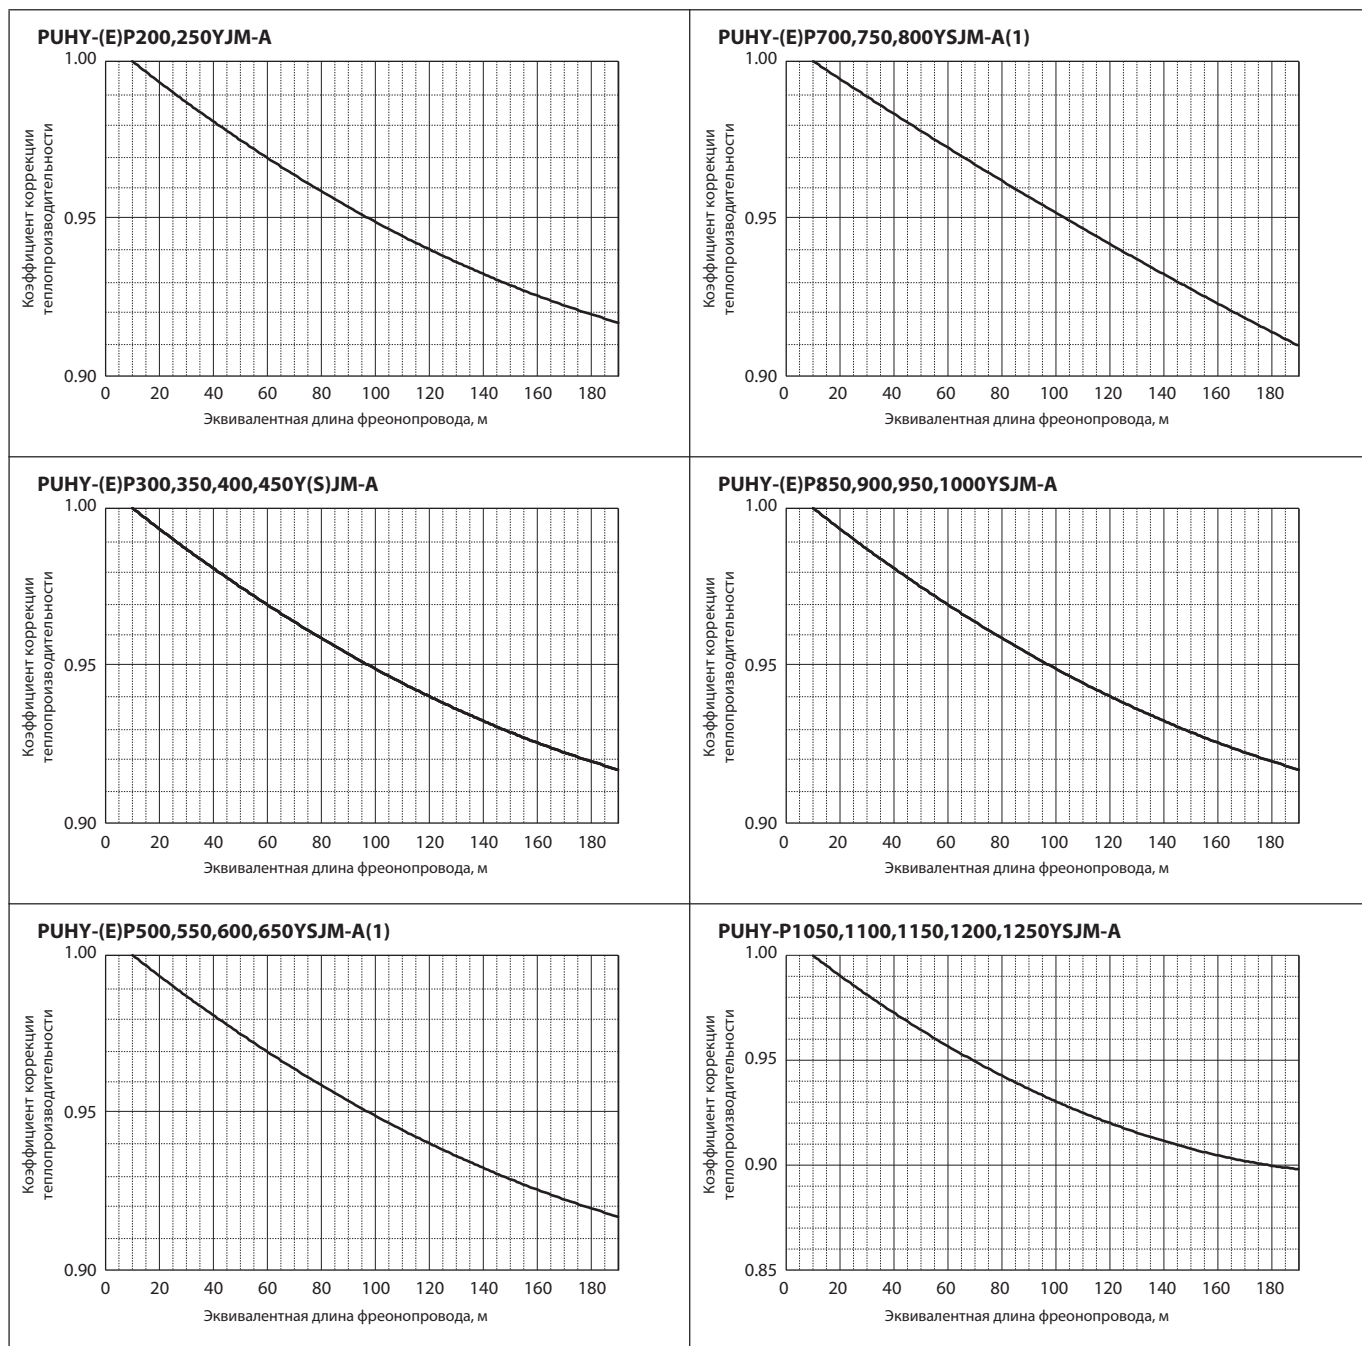 PUHY-(E)P200,250YJM-A
Коэффициент коррекции
теплопроизводительности
1.00
0.95
0.90
0 20 40 60 80 100 120 140 160 180
Эквивалентная длина фреонопровода, м
PUHY-(E)P700,750,800YSJM-A(1)
Коэффициент коррекции
теплопроизводительности
1.00
0.95
0.90
0 20 40 60 80 100 120 140 160 180
Эквивалентная длина фреонопровода, м
PUHY-(E)P300,350,400,450Y(S)JM-A
Коэффициент коррекции
теплопроизводительности
1.00
0.95
0.90
0 20 40 60 80 100 120 140 160 180
Эквивалентная длина фреонопровода, м
PUHY-(E)P850,900,950,1000YSJM-A
Коэффициент коррекции
теплопроизводительности
1.00
0.95
0.90
0 20 40 60 80 100 120 140 160 180
Эквивалентная длина фреонопровода, м
PUHY-(E)P500,550,600,650YSJM-A(1)
Коэффициент коррекции
теплопроизводительности
1.00
0.95
0.90
0 20 40 60 80 100 120 140 160 180
Эквивалентная длина фреонопровода, м
PUHY-P1050,1100,1150,1200,1250YSJM-A
Коэффициент коррекции
теплопроизводительности
1.00
0.95
0.90
0.85
0 20 40 60 80 100 120 140 160 180
Эквивалентная длина фреонопровода, м